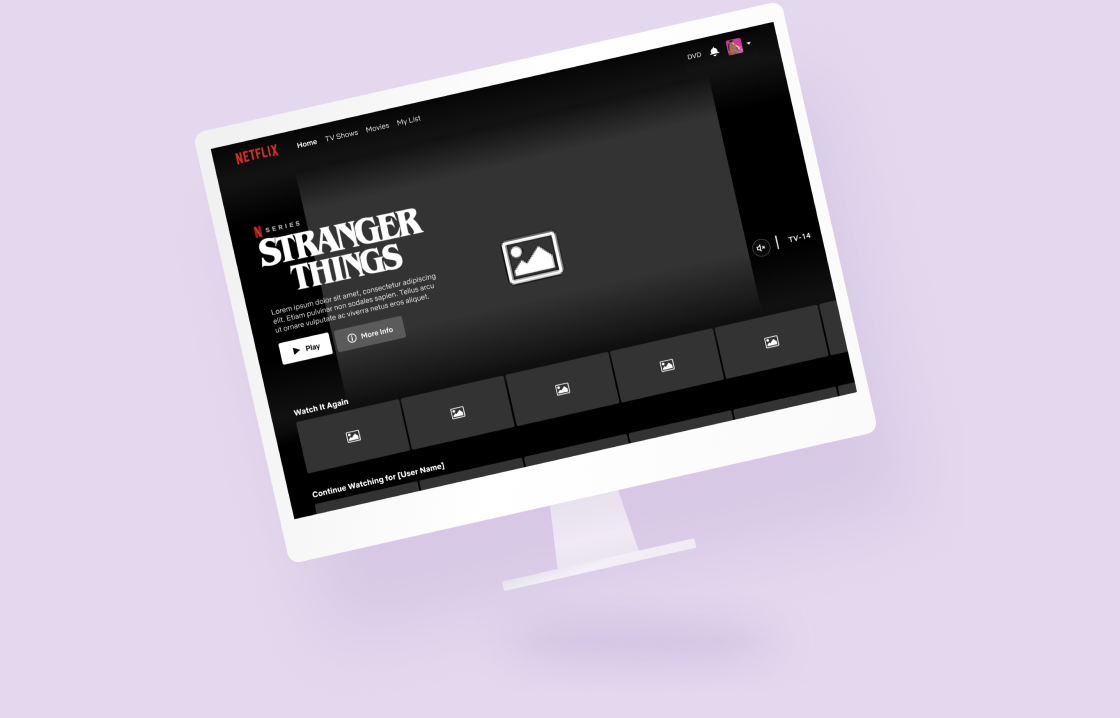 DVD
NETFLIX
Home TV Shows Movies My List
N SERIES
STRANGER
THINGS
Lorem ipsum dolor sit amet, consectetur adipiscing
elit. Etiam pulvinar non sodales sapien. Tellus arcu
ut ornare vulputate ac viverra netus eros aliquet.
Play More Info
TV-14
Watch It Again
Continue Watching for [User Name]